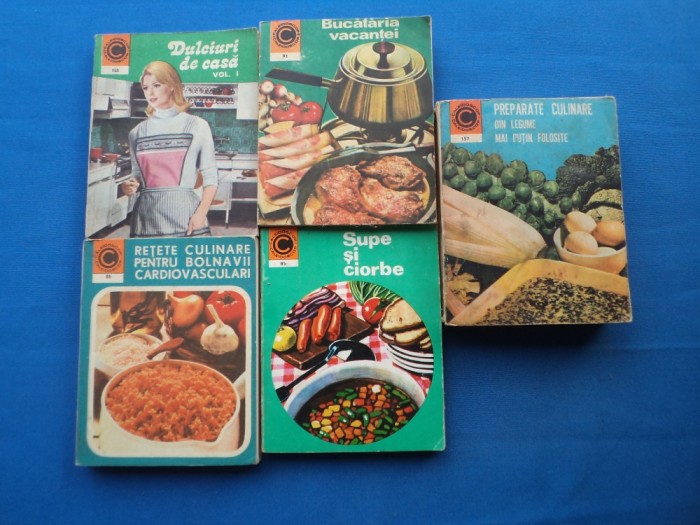 Dulciuri
de casă
VOL. I
Bucătăria
vacanței
PREPARATE CULINARE
DIN LEGUME
MAI PUȚIN FOLOSITE
REȚETE CULINARE
PENTRU BOLNAVII
CARDIOVASCULARI
Supe
și
ciorbe